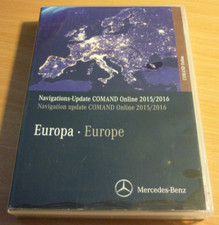 Navigations-Update COMAND Online 2015/2016
Navigation update COMAND Online 2015/2016
Europa · Europe
Mercedes-Benz